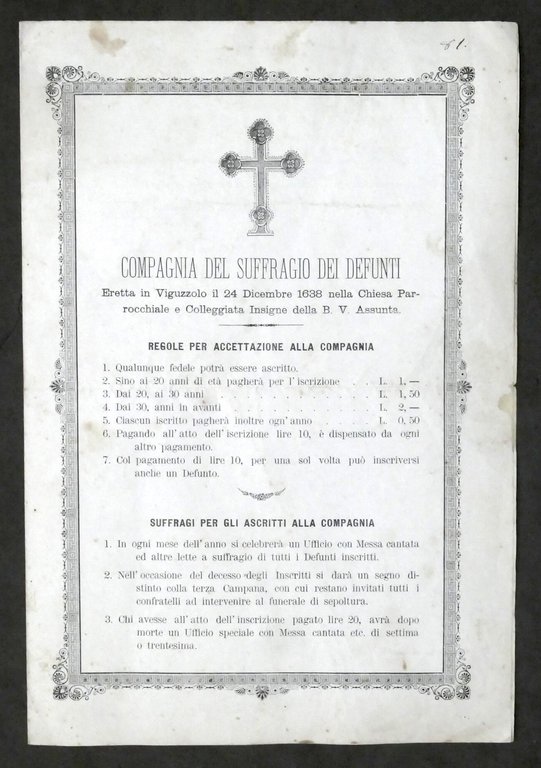 61.
COMPAGNIA DEL SUFFRAGIO DEI DEFUNTI
Eretta in Viguzzolo il 24 Dicembre 1638 nella Chiesa Par-
rocchiale e Colleggiata Insigne della B. V. Assunta.
REGOLE PER ACCETTAZIONE ALLA COMPAGNIA
1. Qualunque fedele potrà essere ascritto.
2. Sino ai 20 anni di età pagherà per l'iscrizione . . L. 1, —
3. Dai 20, ai 30 anni . . . . . . . . . . . L. 1, 50
4. Dai 30, anni in avanti . . . . . . . . . . L. 2, —
5. Ciascun iscritto pagherà inoltre ogn'anno . . . . L. 0, 50
6. Pagando all'atto dell'iscrizione lire 10, è dispensato da ogni
altro pagamento.
7. Col pagamento di lire 10, per una sol volta può inscriversi
anche un Defunto.
SUFFRAGI PER GLI ASCRITTI ALLA COMPAGNIA
1. In ogni mese dell'anno si celebrerà un Ufficio con Messa cantata
ed altre lette a suffragio di tutti i Defunti inscritti.
2. Nell'occasione del decesso degli Inscritti si darà un segno di-
stinto colla terza Campana, con cui restano invitati tutti i
confratelli ad intervenire al funerale di sepoltura.
3. Chi avesse all'atto dell'inscrizione pagato lire 20, avrà dopo
morte un Ufficio speciale con Messa cantata etc. di settima
o trentesima.